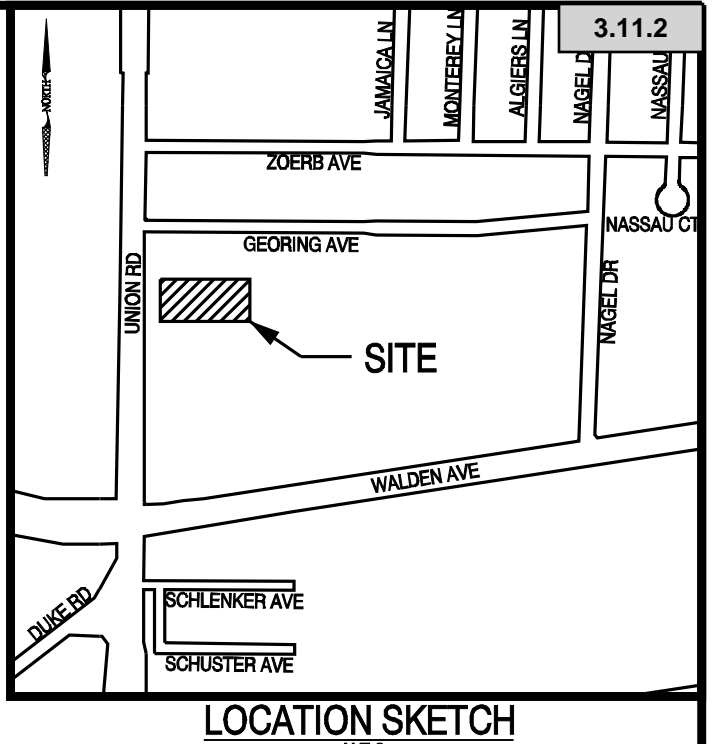 3.11.2
NORTH
JAMAICA LN
MONTEREY LN
ALGIERS LN
NAGEL D
NASSAU
ZOERB AVE
NASSAU CT
GEORING AVE
UNION RD
NAGEL DR
SITE
WALDEN AVE
DUKE RD
SCHLENKER AVE
SCHUSTER AVE
LOCATION SKETCH